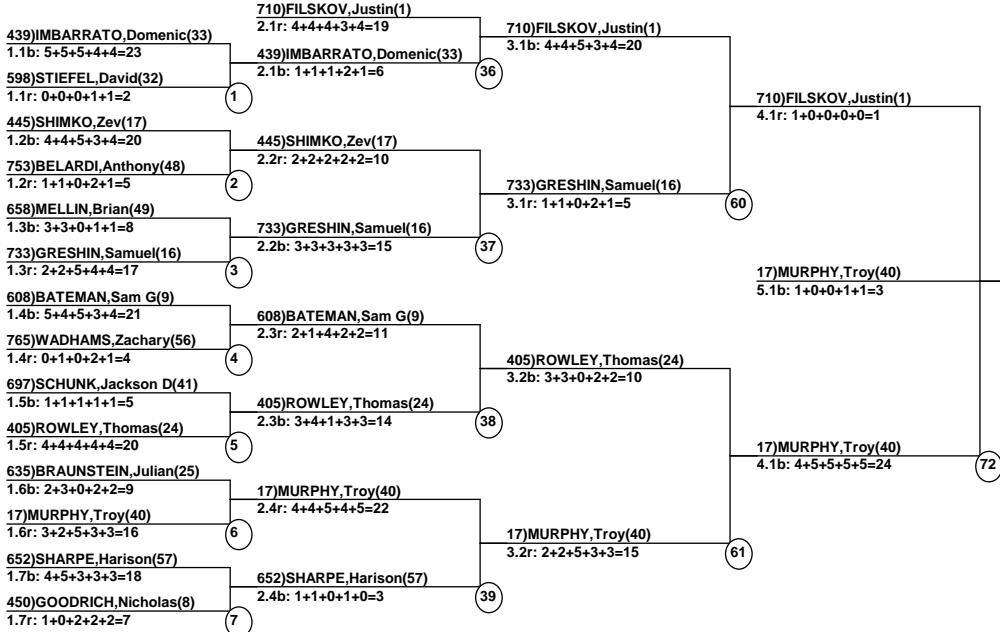 439)IMBARRATO,Domenic(33)
1.1b: 5+5+5+4+4=23
598)STIEFEL,David(32)
1.1r: 0+0+0+1+1=2
1
445)SHIMKO,Zev(17)
1.2b: 4+4+5+3+4=20
753)BELARDI,Anthony(48)
1.2r: 1+1+0+2+1=5
2
658)MELLIN,Brian(49)
1.3b: 3+3+0+1+1=8
733)GRESHIN,Samuel(16)
1.3r: 2+2+5+4+4=17
3
608)BATEMAN,Sam G(9)
1.4b: 5+4+5+3+4=21
765)WADHAMS,Zachary(56)
1.4r: 0+1+0+2+1=4
4
697)SCHUNK,Jackson D(41)
1.5b: 1+1+1+1+1=5
405)ROWLEY,Thomas(24)
1.5r: 4+4+4+4+4=20
5
635)BRAUNSTEIN,Julian(25)
1.6b: 2+3+0+2+2=9
17)MURPHY,Troy(40)
1.6r: 3+2+5+3+3=16
6
652)SHARPE,Harison(57)
1.7b: 4+5+3+3+3=18
450)GOODRICH,Nicholas(8)
1.7r: 1+0+2+2+2=7
7
710)FILSKOV,Justin(1)
2.1r: 4+4+4+3+4=19
439)IMBARRATO,Domenic(33)
2.1b: 1+1+1+2+1=6
36
445)SHIMKO,Zev(17)
2.2r: 2+2+2+2+2=10
733)GRESHIN,Samuel(16)
2.2b: 3+3+3+3+3=15
37
608)BATEMAN,Sam G(9)
2.3r: 2+1+4+2+2=11
405)ROWLEY,Thomas(24)
2.3b: 3+4+1+3+3=14
38
17)MURPHY,Troy(40)
2.4r: 4+4+5+4+5=22
652)SHARPE,Harison(57)
2.4b: 1+1+0+1+0=3
39
710)FILSKOV,Justin(1)
3.1b: 4+4+5+3+4=20
733)GRESHIN,Samuel(16)
3.1r: 1+1+0+2+1=5
60
405)ROWLEY,Thomas(24)
3.2b: 3+3+0+2+2=10
17)MURPHY,Troy(40)
3.2r: 2+2+5+3+3=15
61
710)FILSKOV,Justin(1)
4.1r: 1+0+0+0+0=1
17)MURPHY,Troy(40)
4.1b: 4+5+5+5+5=24
72
17)MURPHY,Troy(40)
5.1b: 1+0+0+1+1=3